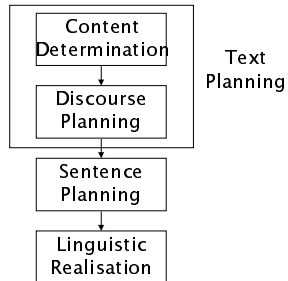 Content
Determination
Text
Planning
Discourse
Planning
Sentence
Planning
Linguistic
Realisation